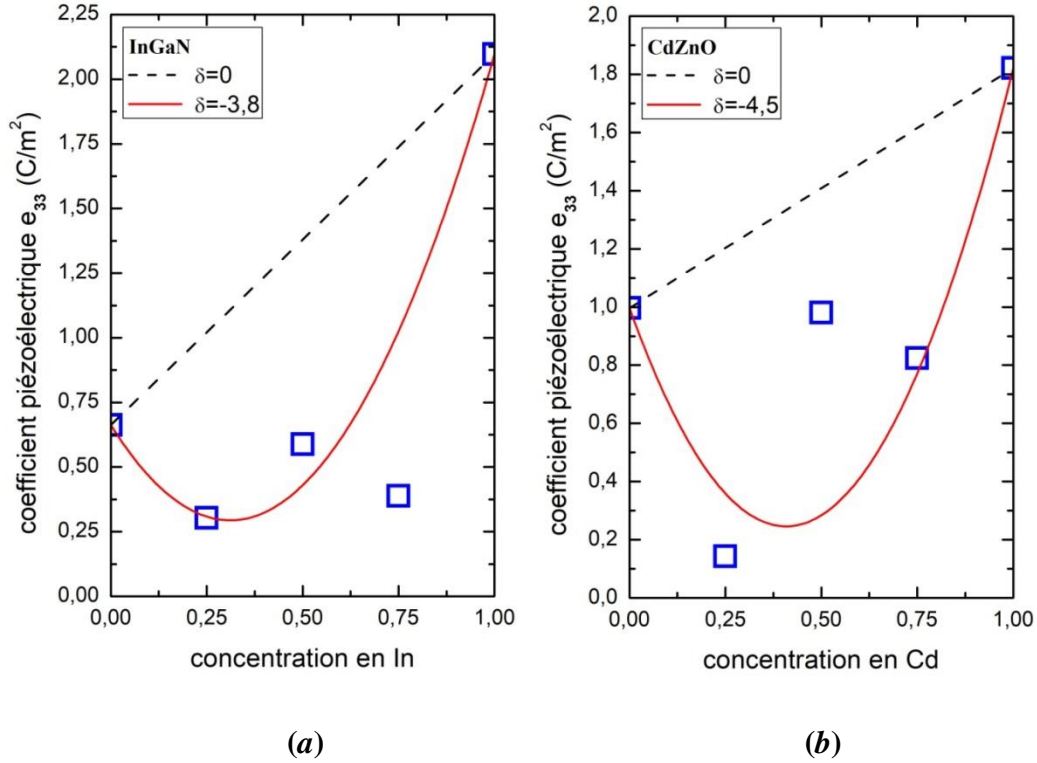 InGaN
δ=0
δ=-3,8
coefficient piézoélectrique e33 (C/m²)
2,25
2,00
1,75
1,50
1,25
1,00
0,75
0,50
0,25
0,00
0,00 0,25 0,50 0,75 1,00
concentration en In
(a)
CdZnO
δ=0
δ=-4,5
coefficient piézoélectrique e33 (C/m²)
2,0
1,8
1,6
1,4
1,2
1,0
0,8
0,6
0,4
0,2
0,0
0,00 0,25 0,50 0,75 1,00
concentration en Cd
(b)